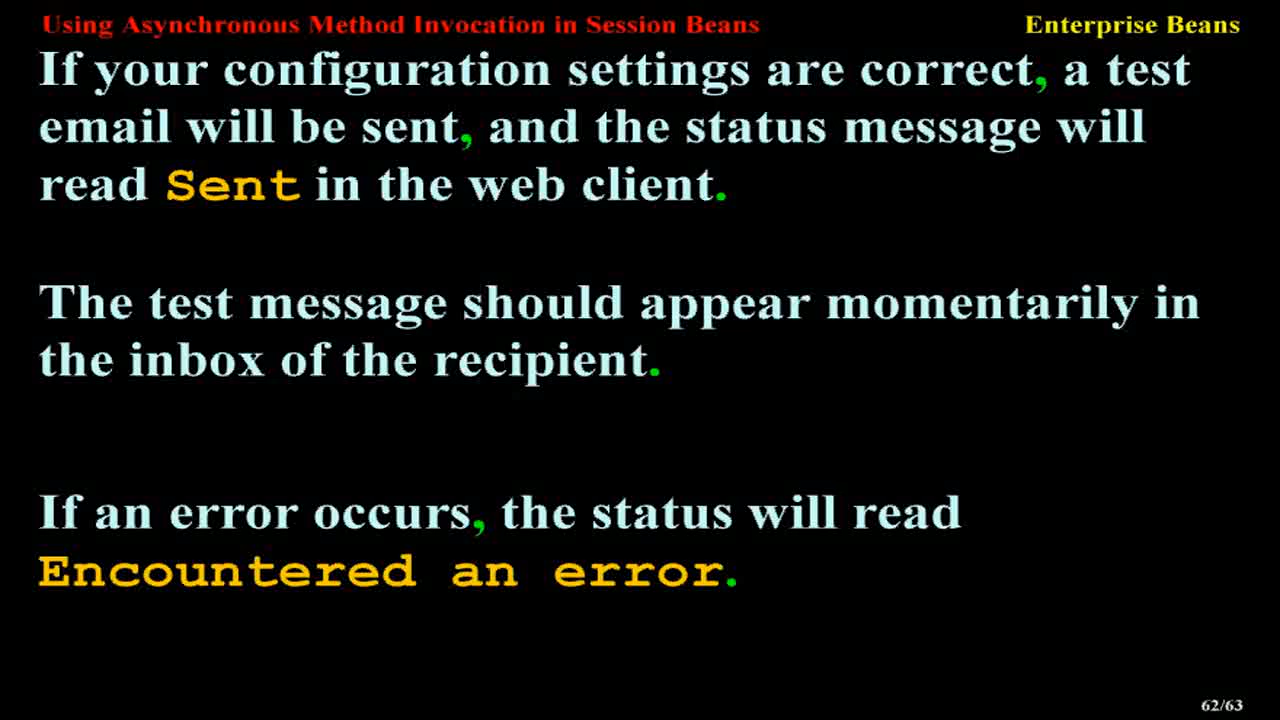 Using Asynchronous Method Invocation in Session Beans
Enterprise Beans
If your configuration settings are correct, a test
email will be sent, and the status message will
read Sent in the web client.
The test message should appear momentarily in
the inbox of the recipient.
If an error occurs, the status will read
Encountered an error.
62/63